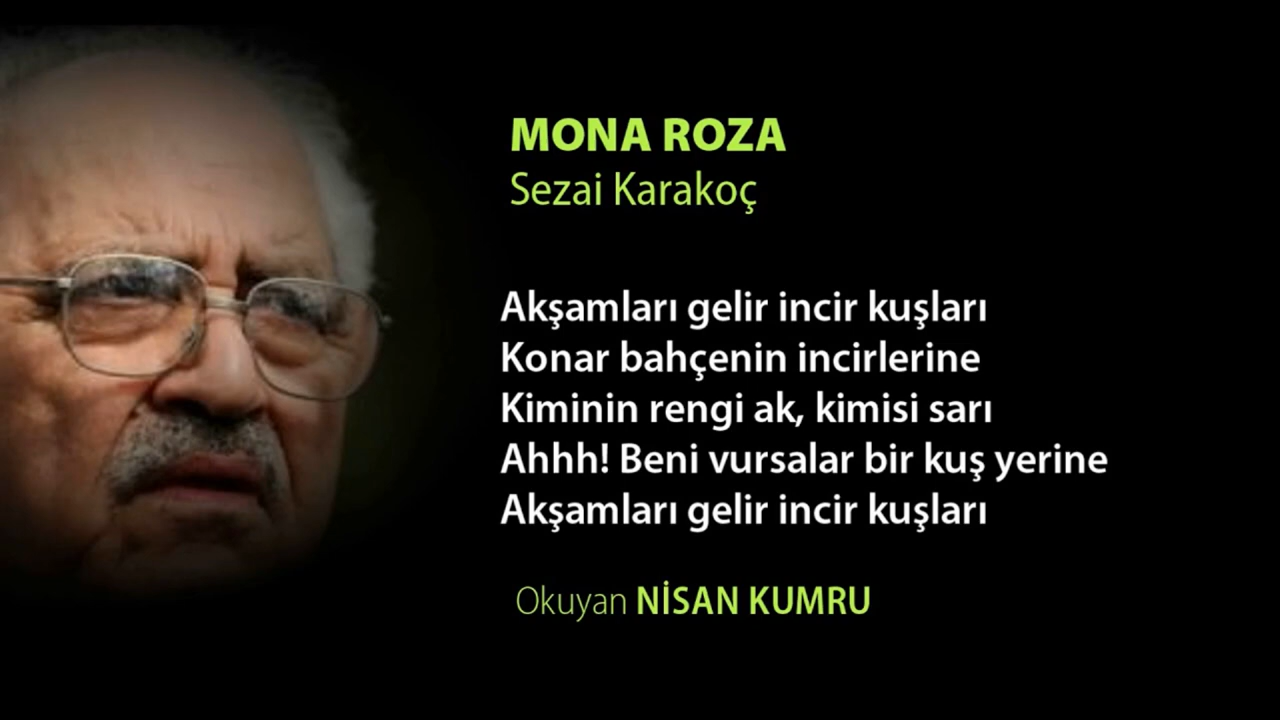 MONA ROZA
Sezai Karakoç
Akşamları gelir incir kuşları
Konar bahçenin incirlerine
Kiminin rengi ak, kimisi sarı
Ahhh! Beni vursalar bir kuş yerine
Akşamları gelir incir kuşları
Okuyan NİSAN KUMRU